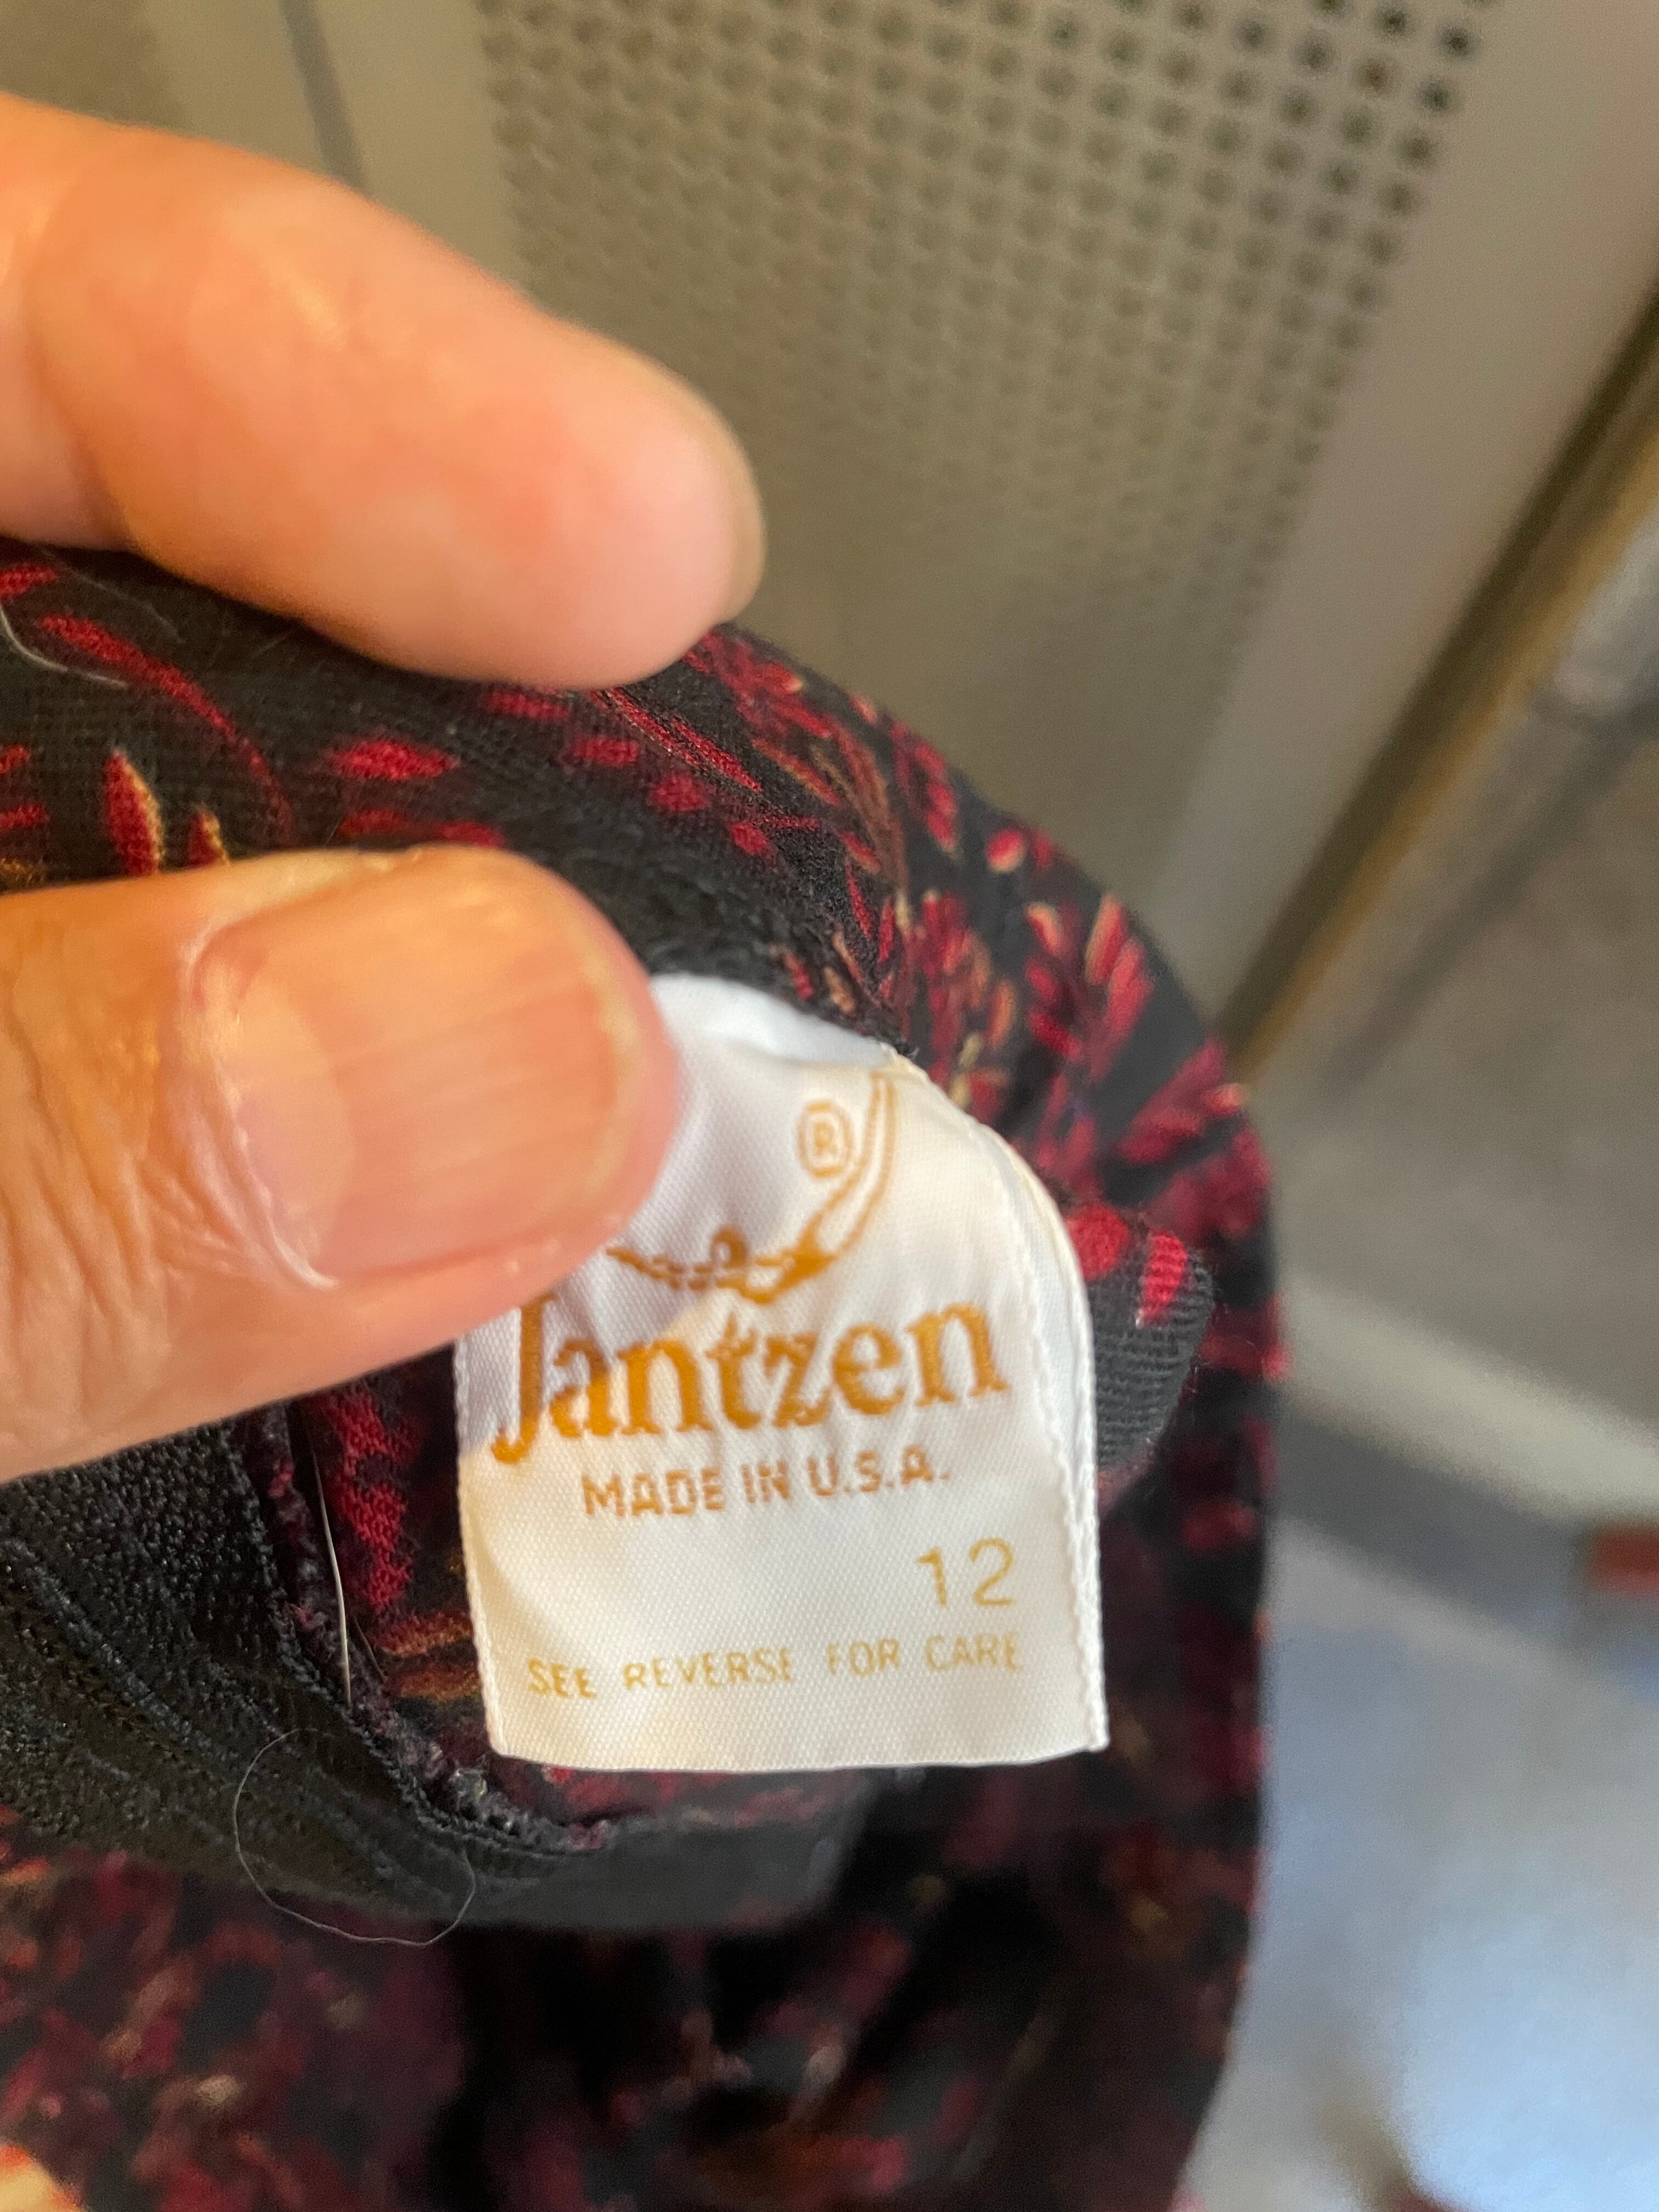 ®
Jantzen
MADE IN U.S.A.
12
SEE REVERSE FOR CARE